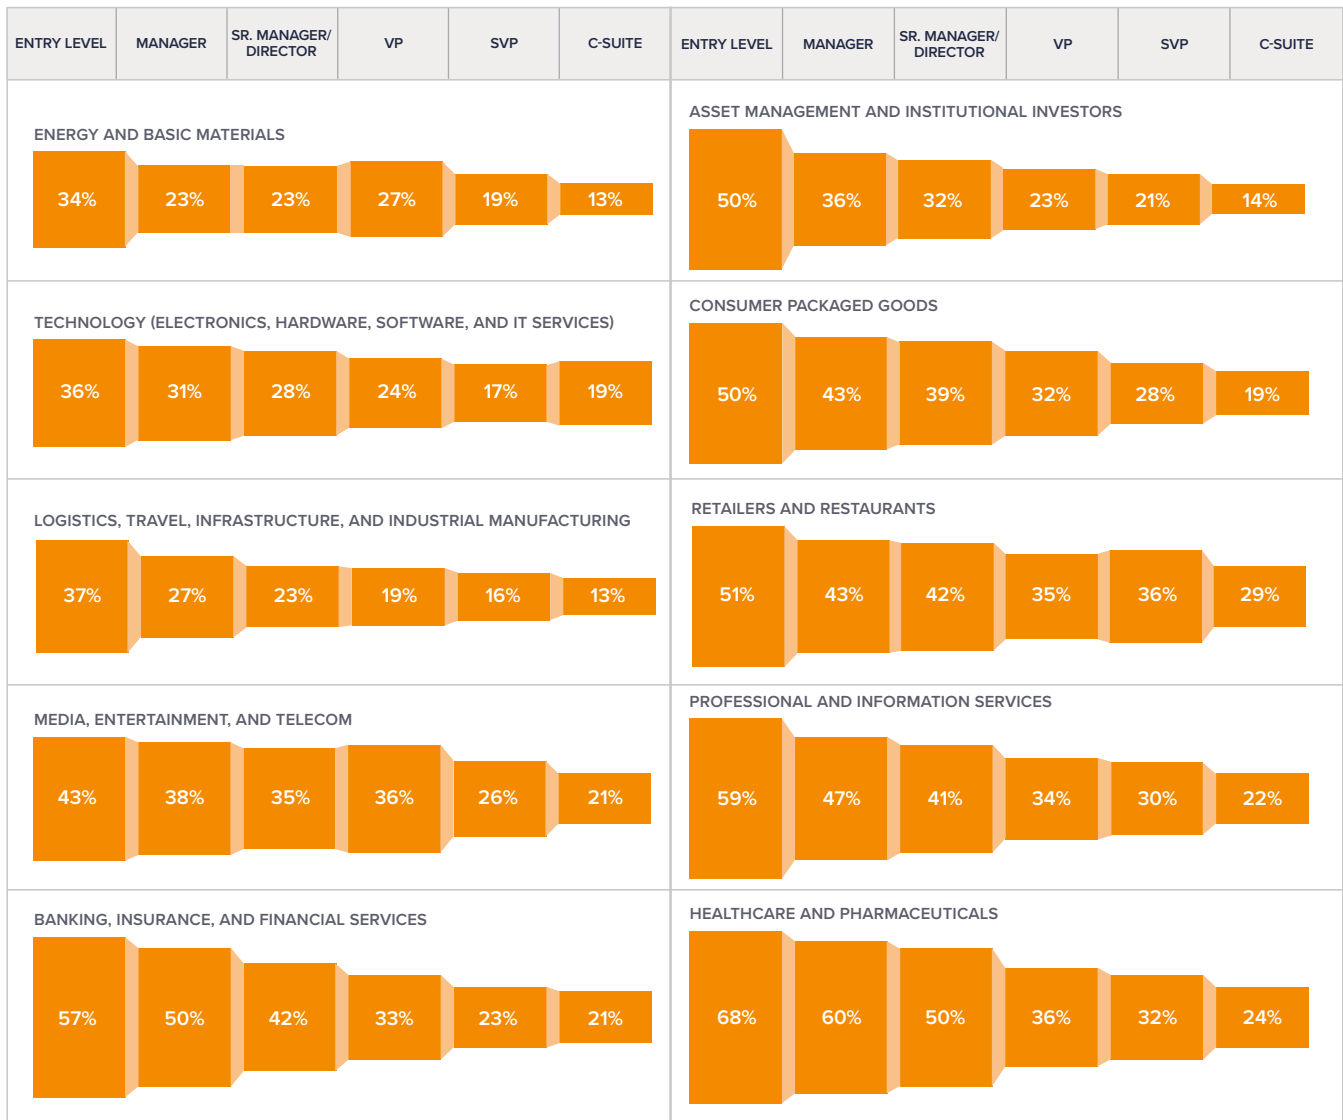 ENTRY LEVEL
MANAGER
SR. MANAGER/
DIRECTOR
VP
SVP
C-SUITE
ENTRY LEVEL
MANAGER
SR. MANAGER/
DIRECTOR
VP
SVP
C-SUITE
ENERGY AND BASIC MATERIALS
34% 23% 23% 27% 19% 13%
ASSET MANAGEMENT AND INSTITUTIONAL INVESTORS
50% 36% 32% 23% 21% 14%
TECHNOLOGY (ELECTRONICS, HARDWARE, SOFTWARE, AND IT SERVICES)
36% 31% 28% 24% 17% 19%
CONSUMER PACKAGED GOODS
50% 43% 39% 32% 28% 19%
LOGISTICS, TRAVEL, INFRASTRUCTURE, AND INDUSTRIAL MANUFACTURING
37% 27% 23% 19% 16% 13%
RETAILERS AND RESTAURANTS
51% 43% 42% 35% 36% 29%
MEDIA, ENTERTAINMENT, AND TELECOM
43% 38% 35% 36% 26% 21%
PROFESSIONAL AND INFORMATION SERVICES
59% 47% 41% 34% 30% 22%
BANKING, INSURANCE, AND FINANCIAL SERVICES
57% 50% 42% 33% 23% 21%
HEALTHCARE AND PHARMACEUTICALS
68% 60% 50% 36% 32% 24%